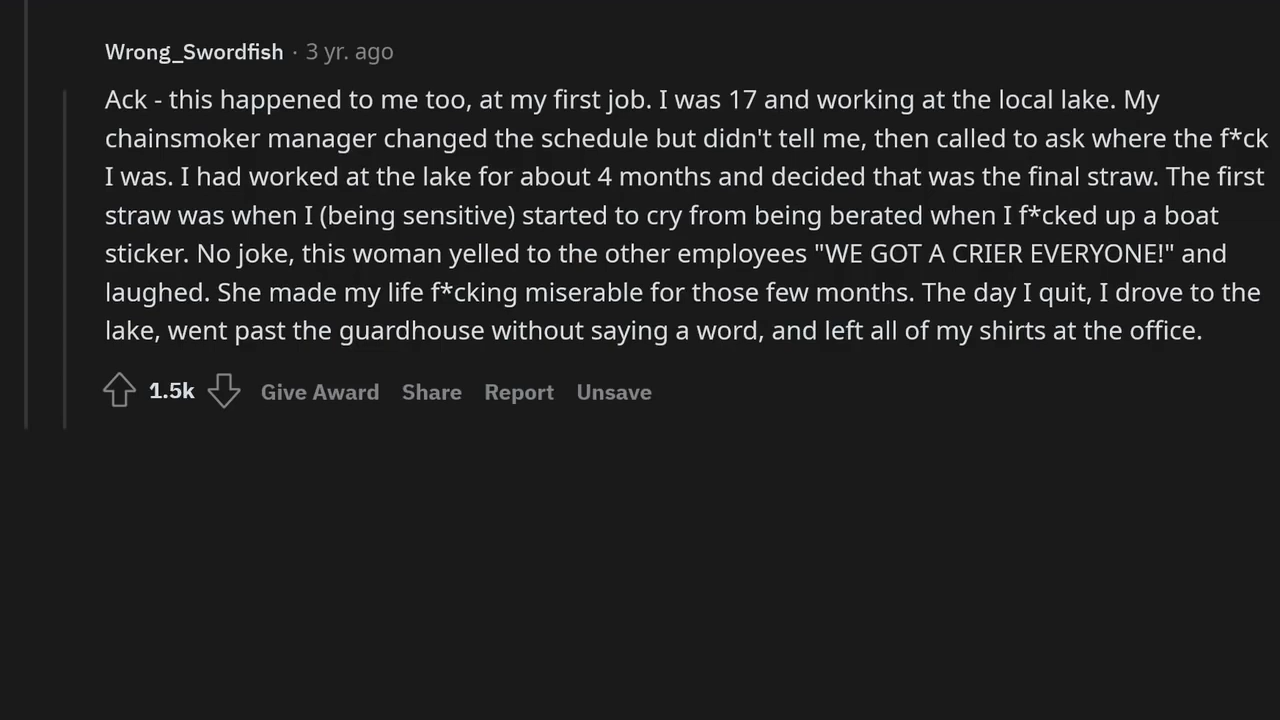 Wrong_Swordfish · 3 yr. ago
Ack - this happened to me too, at my first job. I was 17 and working at the local lake. My
chainsmoker manager changed the schedule but didn't tell me, then called to ask where the f*ck
I was. I had worked at the lake for about 4 months and decided that was the final straw. The first
straw was when I (being sensitive) started to cry from being berated when I f*cked up a boat
sticker. No joke, this woman yelled to the other employees "WE GOT A CRIER EVERYONE!" and
laughed. She made my life f*cking miserable for those few months. The day I quit, I drove to the
lake, went past the guardhouse without saying a word, and left all of my shirts at the office.
1.5k Give Award Share Report Unsave